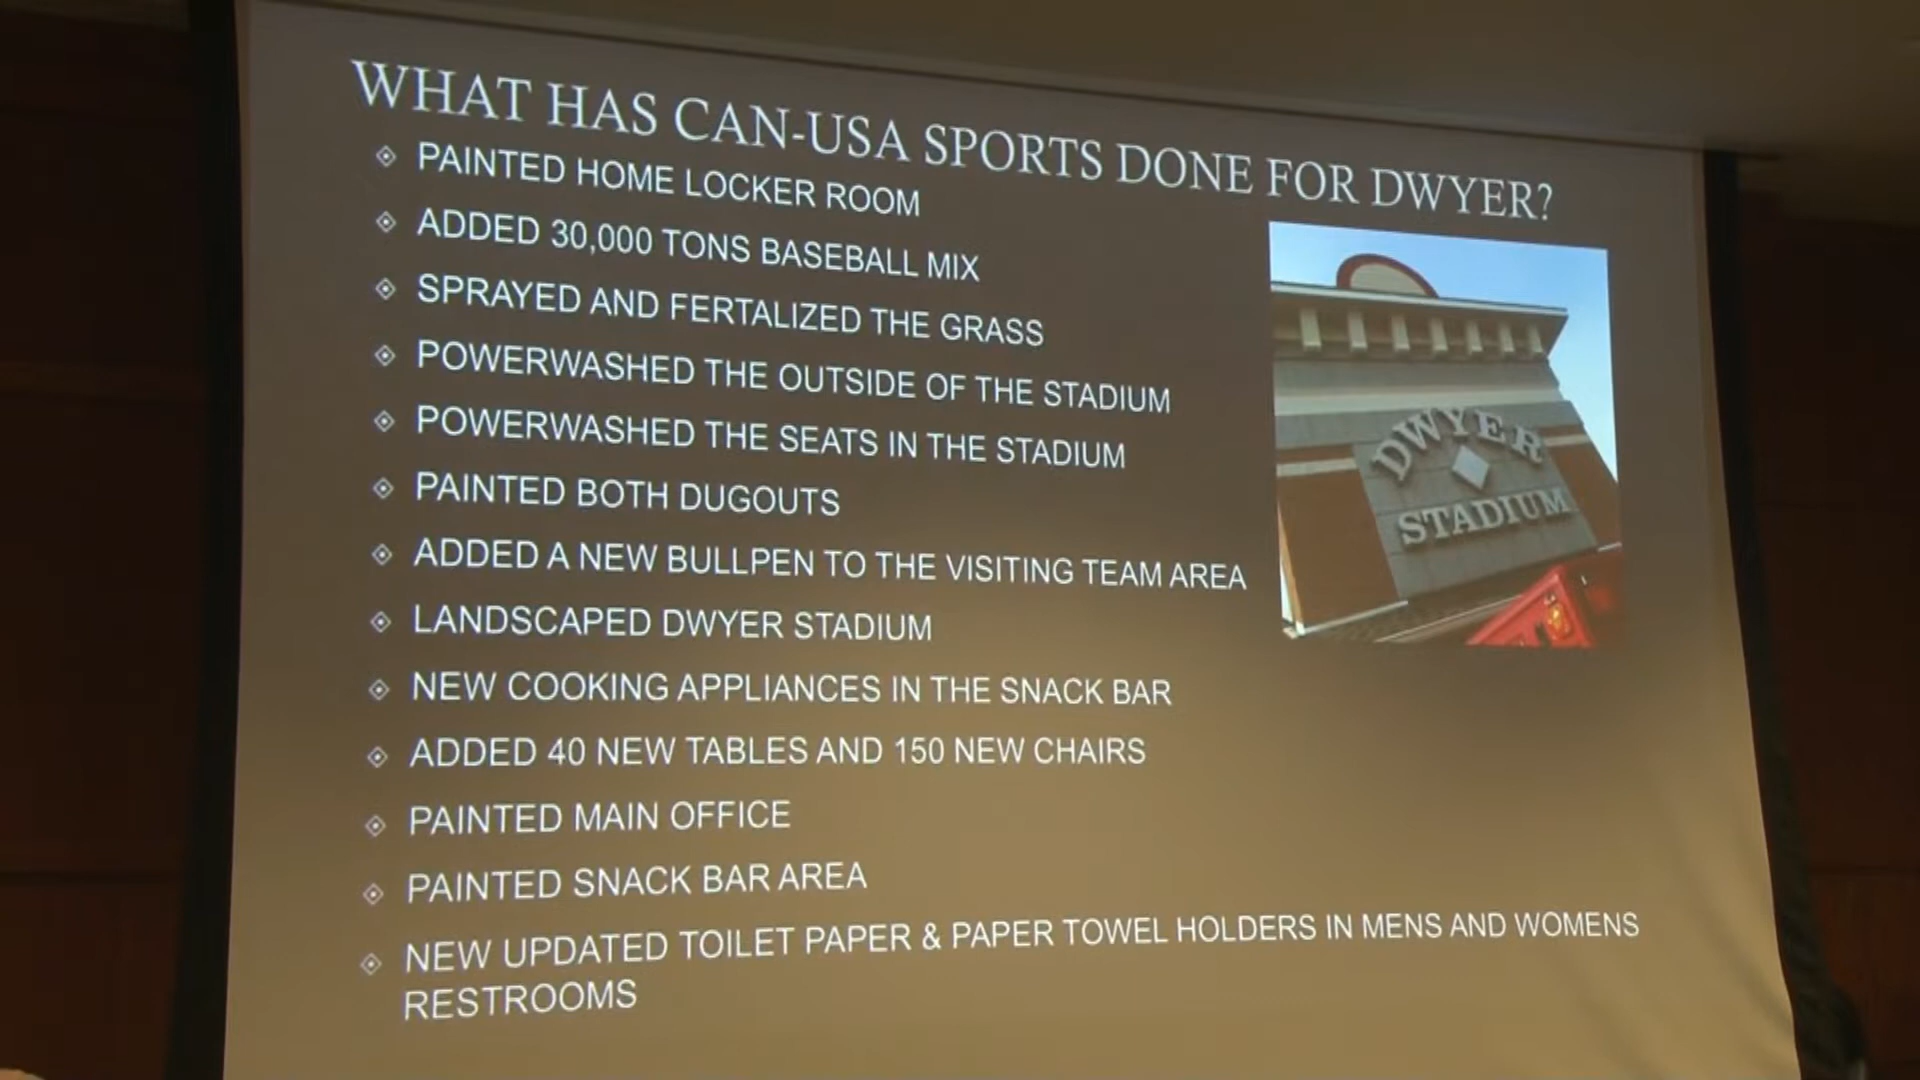 WHAT HAS CAN-USA SPORTS DONE FOR DWYER?
PAINTED HOME LOCKER ROOM
ADDED 30,000 TONS BASEBALL MIX
SPRAYED AND FERTALIZED THE GRASS
POWERWASHED THE OUTSIDE OF THE STADIUM
POWERWASHED THE SEATS IN THE STADIUM
PAINTED BOTH DUGOUTS
ADDED A NEW BULLPEN TO THE VISITING TEAM AREA
LANDSCAPED DWYER STADIUM
NEW COOKING APPLIANCES IN THE SNACK BAR
ADDED 40 NEW TABLES AND 150 NEW CHAIRS
PAINTED MAIN OFFICE
PAINTED SNACK BAR AREA
NEW UPDATED TOILET PAPER & PAPER TOWEL HOLDERS IN MENS AND WOMENS
RESTROOMS
DWYER
STADIUM